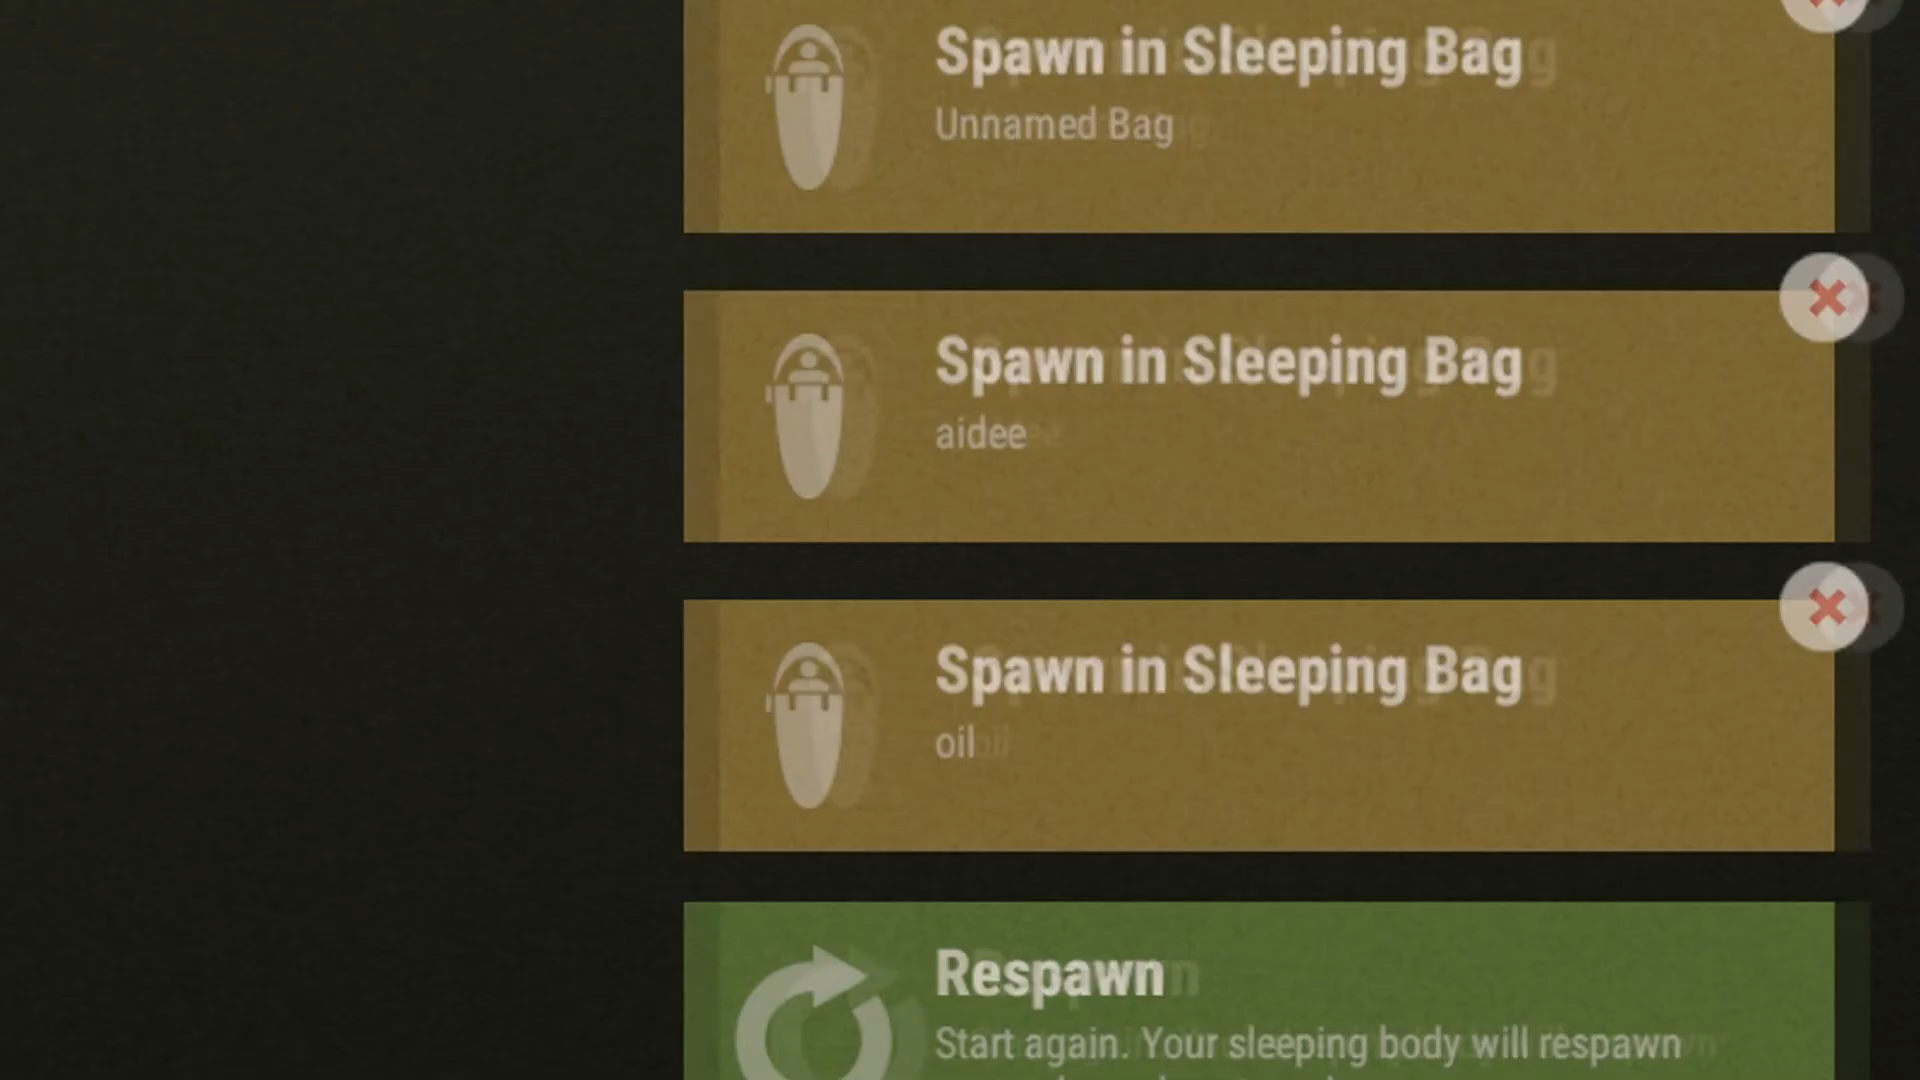 Spawn in Sleeping Bag
Unnamed Bag
Spawn in Sleeping Bag
aidee
Spawn in Sleeping Bag
oil
Respawn
Start again. Your sleeping body will respawn